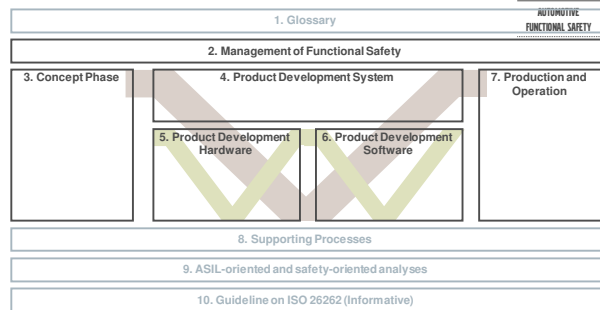 AUTOMOTIVE
FUNCTIONAL SAFETY
1. Glossary
2. Management of Functional Safety
3. Concept Phase
4. Product Development System
7. Production and
Operation
5. Product Development
Hardware
6. Product Development
Software
8. Supporting Processes
9. ASIL-oriented and safety-oriented analyses
10. Guideline on ISO 26262 (Informative)